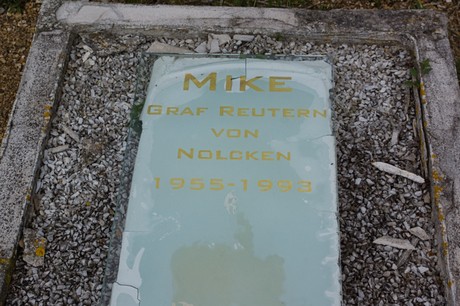 Mike
Graf Reutern
von
Nolcken
1955-1993